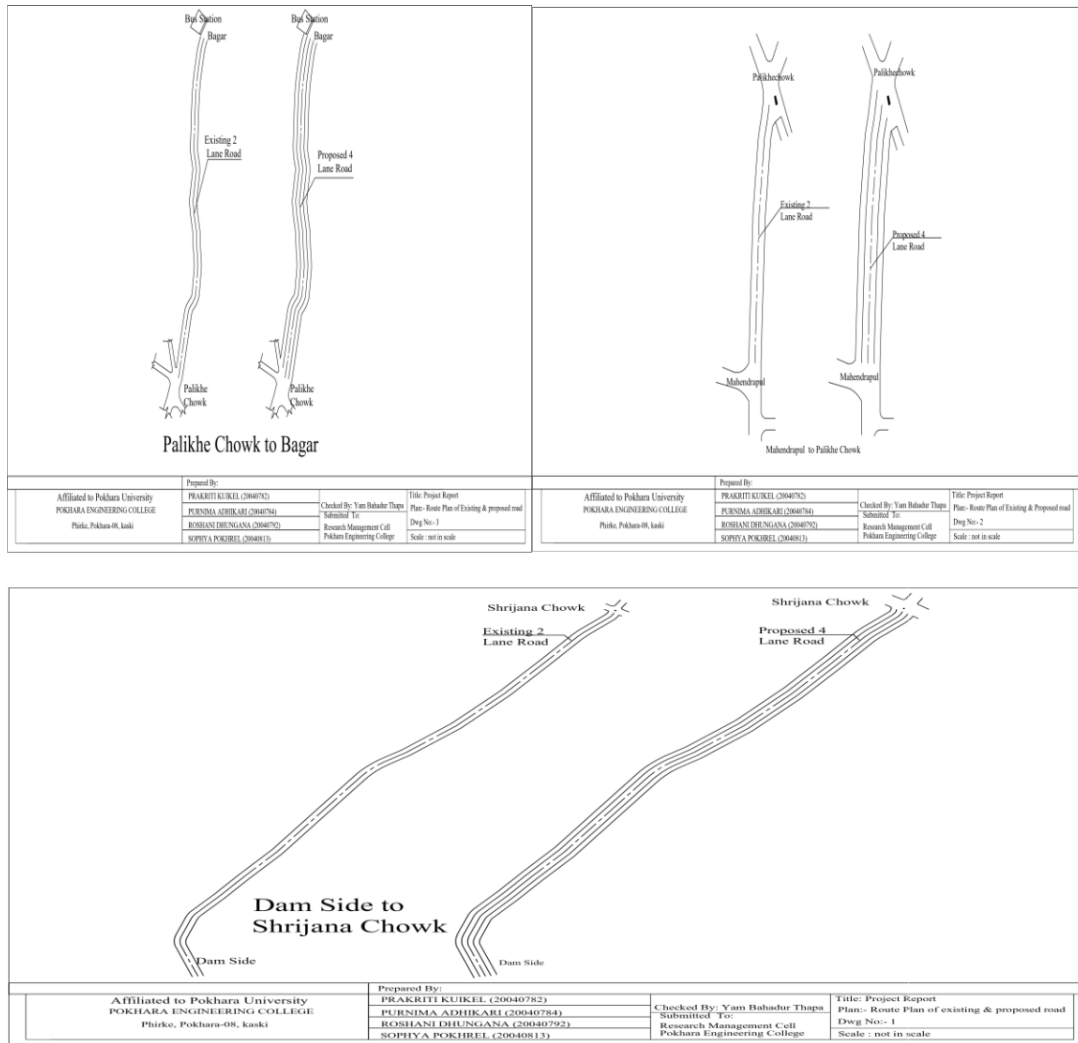 Bus Station
Bagar
Bus Station
Bagar
Existing 2
Lane Road
Proposed 4
Lane Road
Palikhe
Chowk
Palikhe
Chowk
Palikhe Chowk to Bagar
Affiliated to Pokhara University
POKHARA ENGINEERING COLLEGE
Phirke, Pokhara-08, kaski
Prepared By:
PRAKRITI KUIKEL (20040782)
PURNIMA ADHIKARI (20040784)
ROSHANI DHUNGANA (20040792)
SOPHYA POKHREL (20040813)
Checked By: Yam Bahadur Thapa
Submitted To:
Research Management Cell
Pokhara Engineering College
Title: Project Report
Plan:- Route Plan of Existing & proposed road
Dwg No:- 3
Scale : not in scale
Palikhechowk
Palikhechowk
Existing 2
Lane Road
Proposed 4
Lane Road
Mahendrapul
Mahendrapul
Mahendrapul to Palikhe Chowk
Affiliated to Pokhara University
POKHARA ENGINEERING COLLEGE
Phirke, Pokhara-08, kaski
Prepared By:
PRAKRITI KUIKEL (20040782)
PURNIMA ADHIKARI (20040784)
ROSHANI DHUNGANA (20040792)
SOPHYA POKHREL (20040813)
Checked By: Yam Bahadur Thapa
Submitted To:
Research Management Cell
Pokhara Engineering College
Title: Project Report
Plan:- Route Plan of Existing & proposed road
Dwg No:- 2
Scale : not in scale
Shrijana Chowk
Existing 2
Lane Road
Shrijana Chowk
Proposed 4
Lane Road
Dam Side to
Shrijana Chowk
Dam Side
Dam Side
Affiliated to Pokhara University
POKHARA ENGINEERING COLLEGE
Phirke, Pokhara-08, kaski
Prepared By:
PRAKRITI KUIKEL (20040782)
PURNIMA ADHIKARI (20040784)
ROSHANI DHUNGANA (20040792)
SOPHYA POKHREL (20040813)
Checked By: Yam Bahadur Thapa
Submitted To:
Research Management Cell
Pokhara Engineering College
Title: Project Report
Plan:- Route Plan of existing & proposed road
Dwg No:- 1
Scale : not in scale